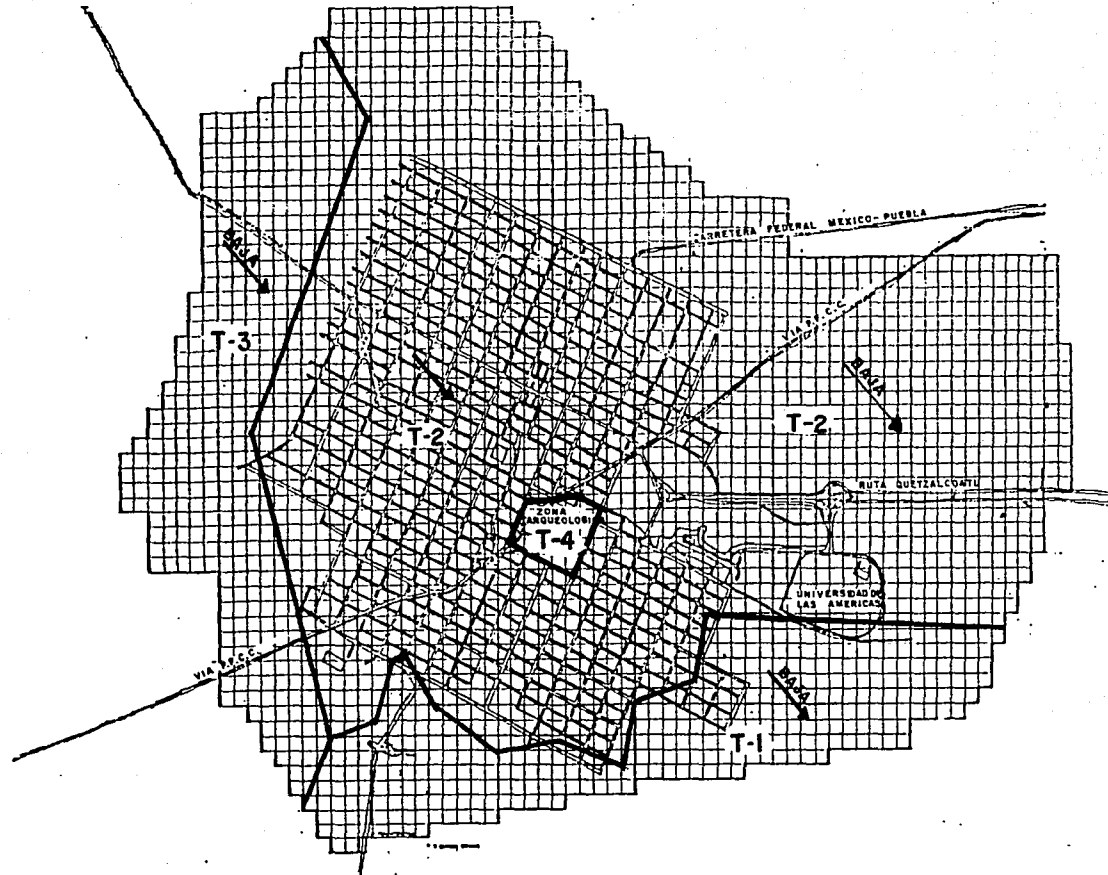 CARRETERA FEDERAL MEXICO-PUEBLA
BAJA
VIA F.F.C.C.
T-3
BAJA
T-2
T-2
RUTA QUETZALCOATL
ZONA
ARQUEOLOGI
T-4
UNIVERSIDAD DE
LAS AMERICAS
VIA F.F.C.C.
BAJA
T-1